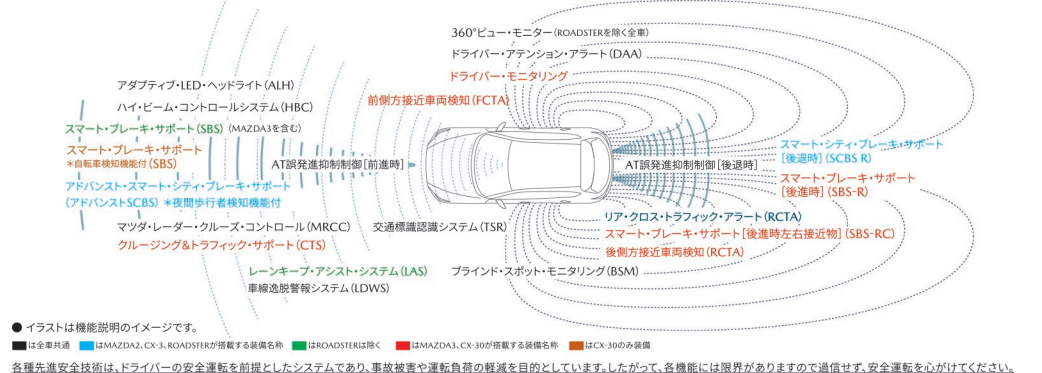 360°ビュー・モニター(ROADSTERを除く全車)
ドライバー・アテンション・アラート(DAA)
ドライバー・モニタリング
前側方接近車両検知(FCTA)
アダプティブ・LED・ヘッドライト(ALH)
ハイ・ビーム・コントロールシステム(HBC)
スマート・ブレーキ・サポート(SBS) (MAZDA3を含む)
スマート・ブレーキ・サポート
*自転車検知機能付(SBS)
アドバンスト・スマート・シティ・ブレーキ・サポート
(アドバンストSCBS) *夜間歩行者検知機能付
マツダ・レーダー・クルーズ・コントロール(MRCC)
クルージング&トラフィック・サポート(CTS)
レーンキープ・アシスト・システム(LAS)
車線逸脱警報システム(LDWS)
AT誤発進抑制制御[前進時]
交通標識認識システム(TSR)
AT誤発進抑制制御[後退時]
スマート・シティ・ブレーキ・サポート
[後退時](SCBS R)
スマート・ブレーキ・サポート
[後進時](SBS-R)
リア・クロス・トラフィック・アラート(RCTA)
スマート・ブレーキ・サポート[後進時左右接近物](SBS-RC)
後側方接近車両検知(RCTA)
ブラインド・スポット・モニタリング(BSM)
● イラストは機能説明のイメージです。
は全車共通 はMAZDA2、CX-3、ROADSTERが搭載する装備名称 はROADSTERは除く はMAZDA3、CX-30が搭載する装備名称 はCX-30のみ装備
各種先進安全技術は、ドライバーの安全運転を前提としたシステムであり、事故被害や運転負荷の軽減を目的としています。したがって、各機能には限界がありますので過信せず、安全運転を心がけてください。